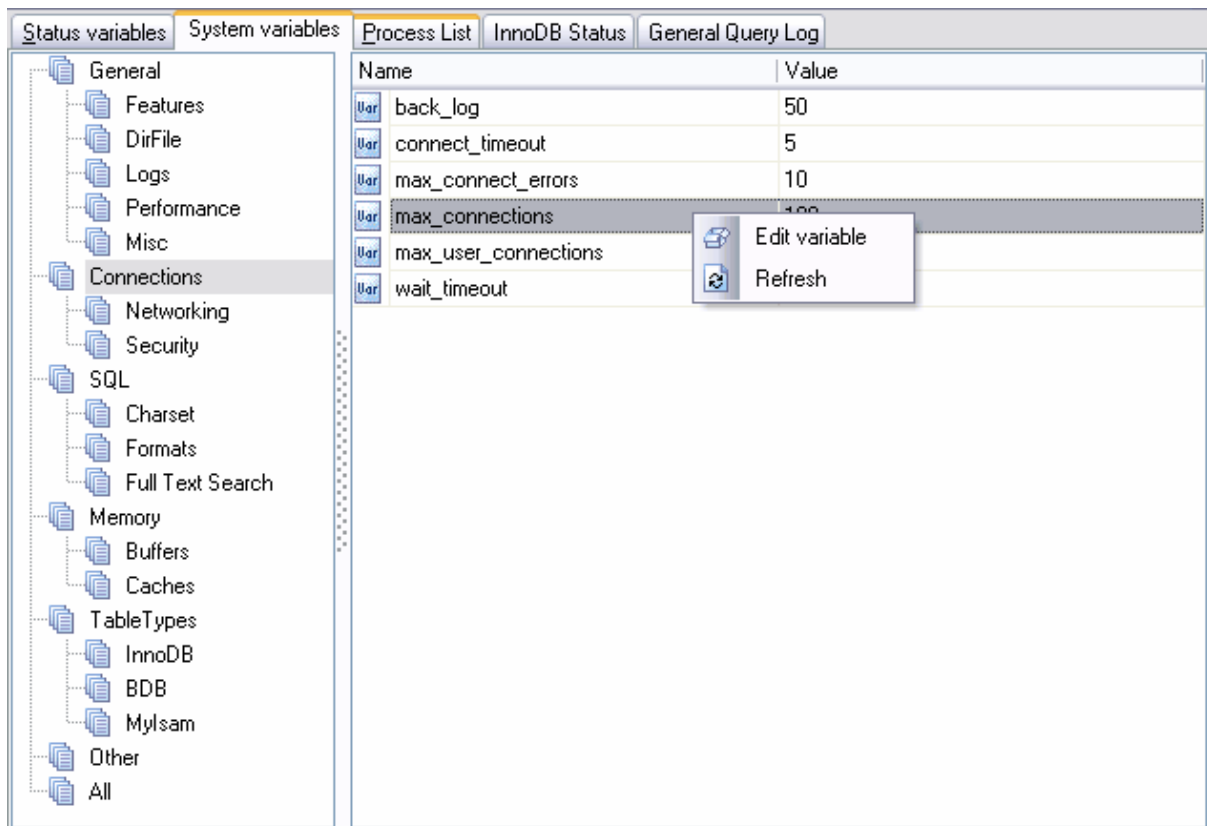 Status variables System variables Process List InnoDB Status General Query Log
General
Features
DirFile
Logs
Performance
Misc
Connections
Networking
Security
SQL
Charset
Formats
Full Text Search
Memory
Buffers
Caches
TableTypes
InnoDB
BDB
MyIsam
Other
All
Name Value
Var back_log 50
Var connect_timeout 5
Var max_connect_errors 10
Var max_connections
Var max_user_connections
Var wait_timeout
Edit variable
Refresh